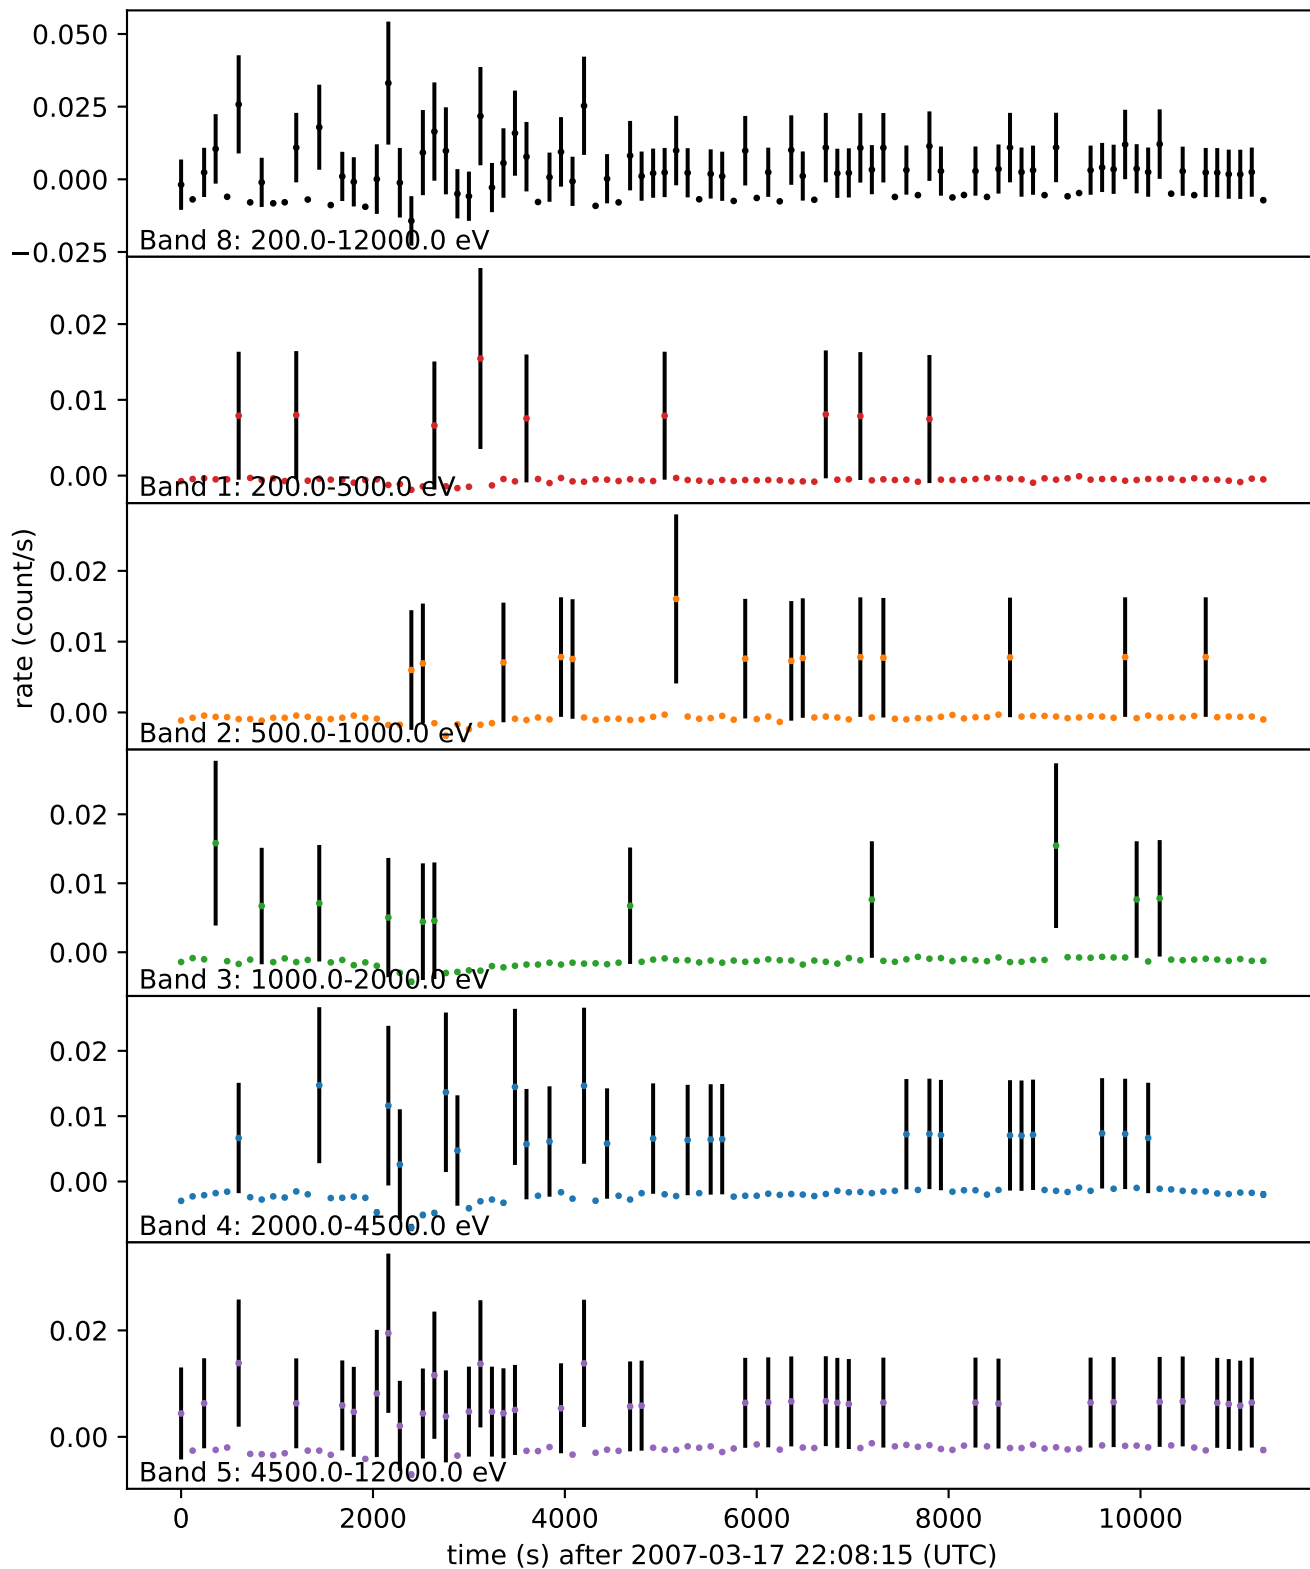 0.050
0.025
0.000
−0.025
Band 8: 200.0-12000.0 eV
0.02
0.01
0.00
Band 1: 200.0-500.0 eV
rate (count/s)
0.02
0.01
0.00
Band 2: 500.0-1000.0 eV
0.02
0.01
0.00
Band 3: 1000.0-2000.0 eV
0.02
0.01
0.00
Band 4: 2000.0-4500.0 eV
0.02
0.00
Band 5: 4500.0-12000.0 eV
0 2000 4000 6000 8000 10000
time (s) after 2007-03-17 22:08:15 (UTC)